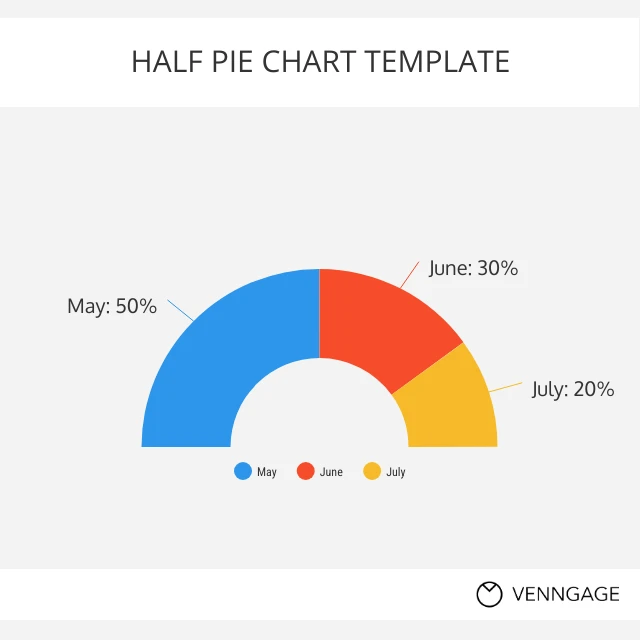 HALF PIE CHART TEMPLATE
June: 30%
May: 50%
July: 20%
May June July
VENNGAGE